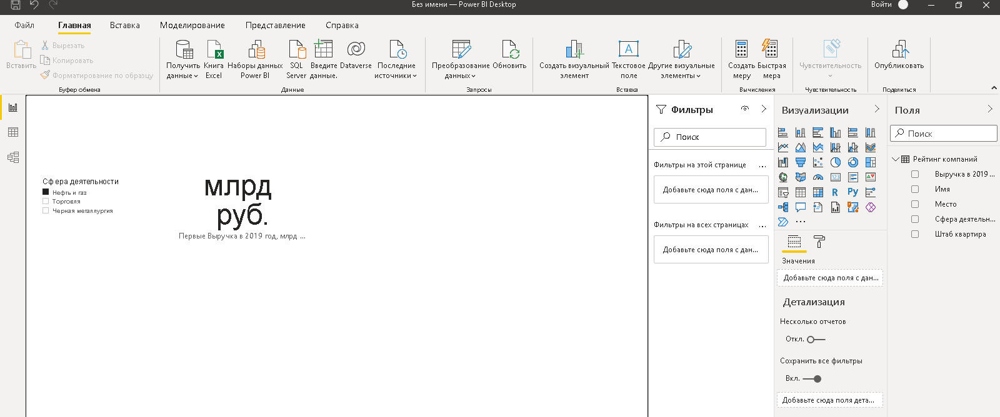 Без имени — Power BI Desktop
Войти
Файл
Главная
Вставка
Моделирование
Представление
Справка
Вставить
Вырезать
Копировать
Форматирование по образцу
Буфер обмена
Получить данные
Книга Excel
Наборы данных Power BI
SQL Server
Введите данные.
Dataverse
Последние источники
Данные
Преобразование данных
Обновить
Запросы
Создать визуальный элемент
Текстовое поле
Другие визуальные элементы
Вставка
Создать меру
Быстрая мера
Вычисления
Чувствительность
Чувствительность
Опубликовать
Поделиться
Сфера деятельности
Нефть и газ
Торговля
Черная металлургия
млрд
руб.
Первые Выручка в 2019 год, млрд ...
Фильтры
Поиск
Фильтры на этой странице ...
Добавьте сюда поля с дан...
Фильтры на всех страницах ...
Добавьте сюда поля с дан...
Визуализации
R
Py
...
Значения
Добавьте сюда поля с дан...
Детализация
Несколько отчетов
Откл.
Сохранить все фильтры
Вкл.
Добавьте сюда поля дета...
Поля
Поиск
Рейтинг компаний
Выручка в 2019 ...
Имя
Место
Сфера деятельн...
Штаб квартира